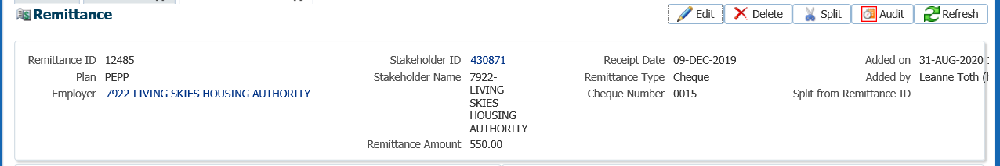 Remittance
Edit Delete Split Audit Refresh
Remittance ID 12485 Stakeholder ID 430871 Receipt Date 09-DEC-2019 Added on 31-AUG-2020
Plan PEPP Stakeholder Name 7922- Remittance Type Cheque Added by Leanne Toth
LIVING
Employer 7922-LIVING SKIES HOUSING AUTHORITY Cheque Number 0015 Split from Remittance ID
SKIES
HOUSING
AUTHORITY
Remittance Amount 550.00